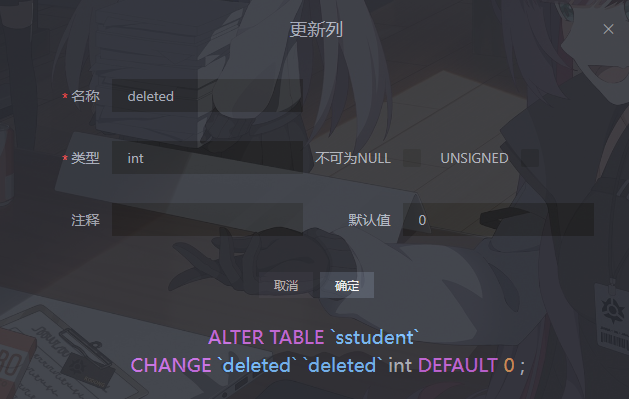 更新列
* 名称 deleted
* 类型 int 不可为NULL UNSIGNED
注释 默认值 0
取消 确定
ALTER TABLE `sstudent`
CHANGE `deleted` `deleted` int DEFAULT 0 ;